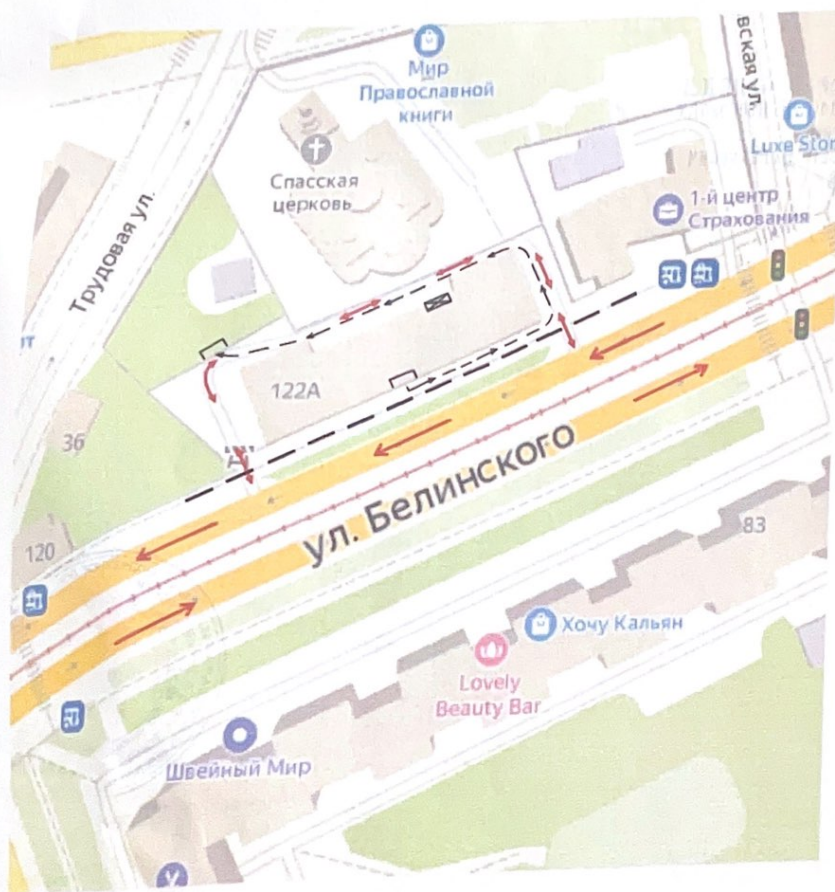 Мир
Православной
книги
вская ул.
Luxe Stor
Спасская
церковь
1-й центр
Страхования
Трудовая ул.
122А
36
ул. Белинского
120
83
Хочу Кальян
Lovely
Beauty Bar
Швейный Мир